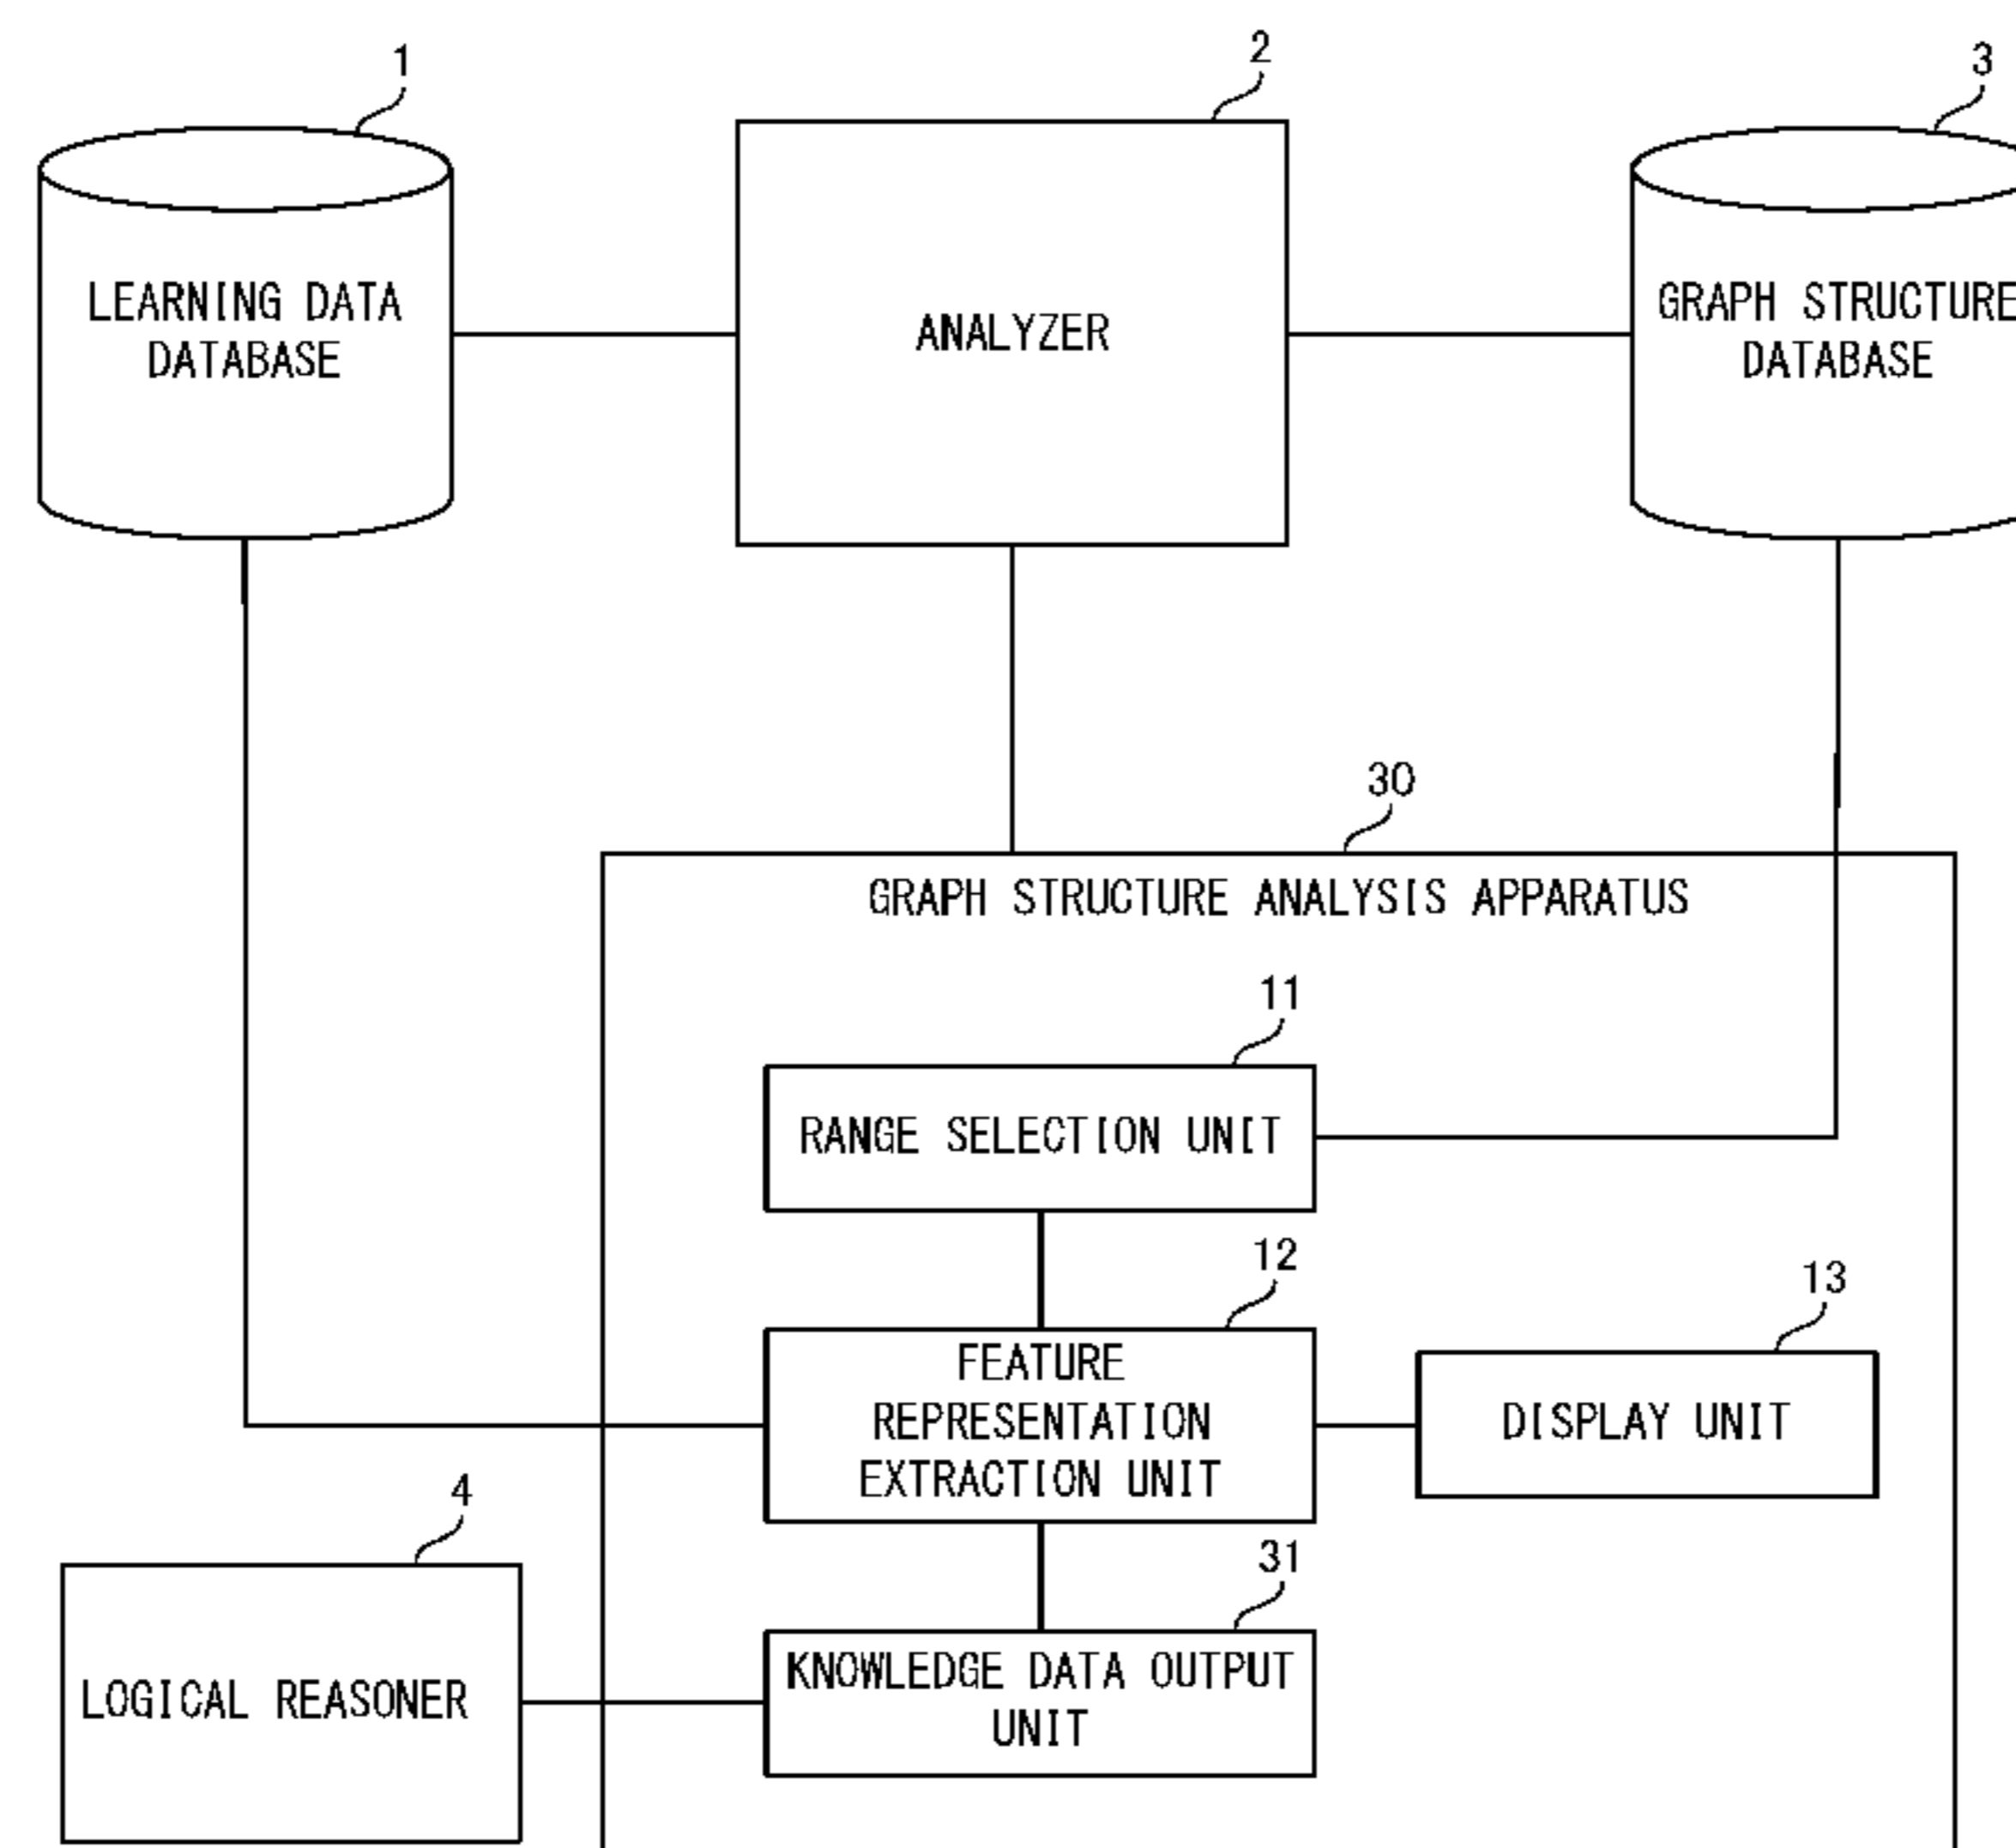 1
2
3
LEARNING DATA
DATABASE
ANALYZER
GRAPH STRUCTURE
DATABASE
30
GRAPH STRUCTURE ANALYSIS APPARATUS
11
RANGE SELECTION UNIT
12
13
FEATURE
REPRESENTATION
EXTRACTION UNIT
DISPLAY UNIT
4
31
LOGICAL REASONER
KNOWLEDGE DATA OUTPUT
UNIT